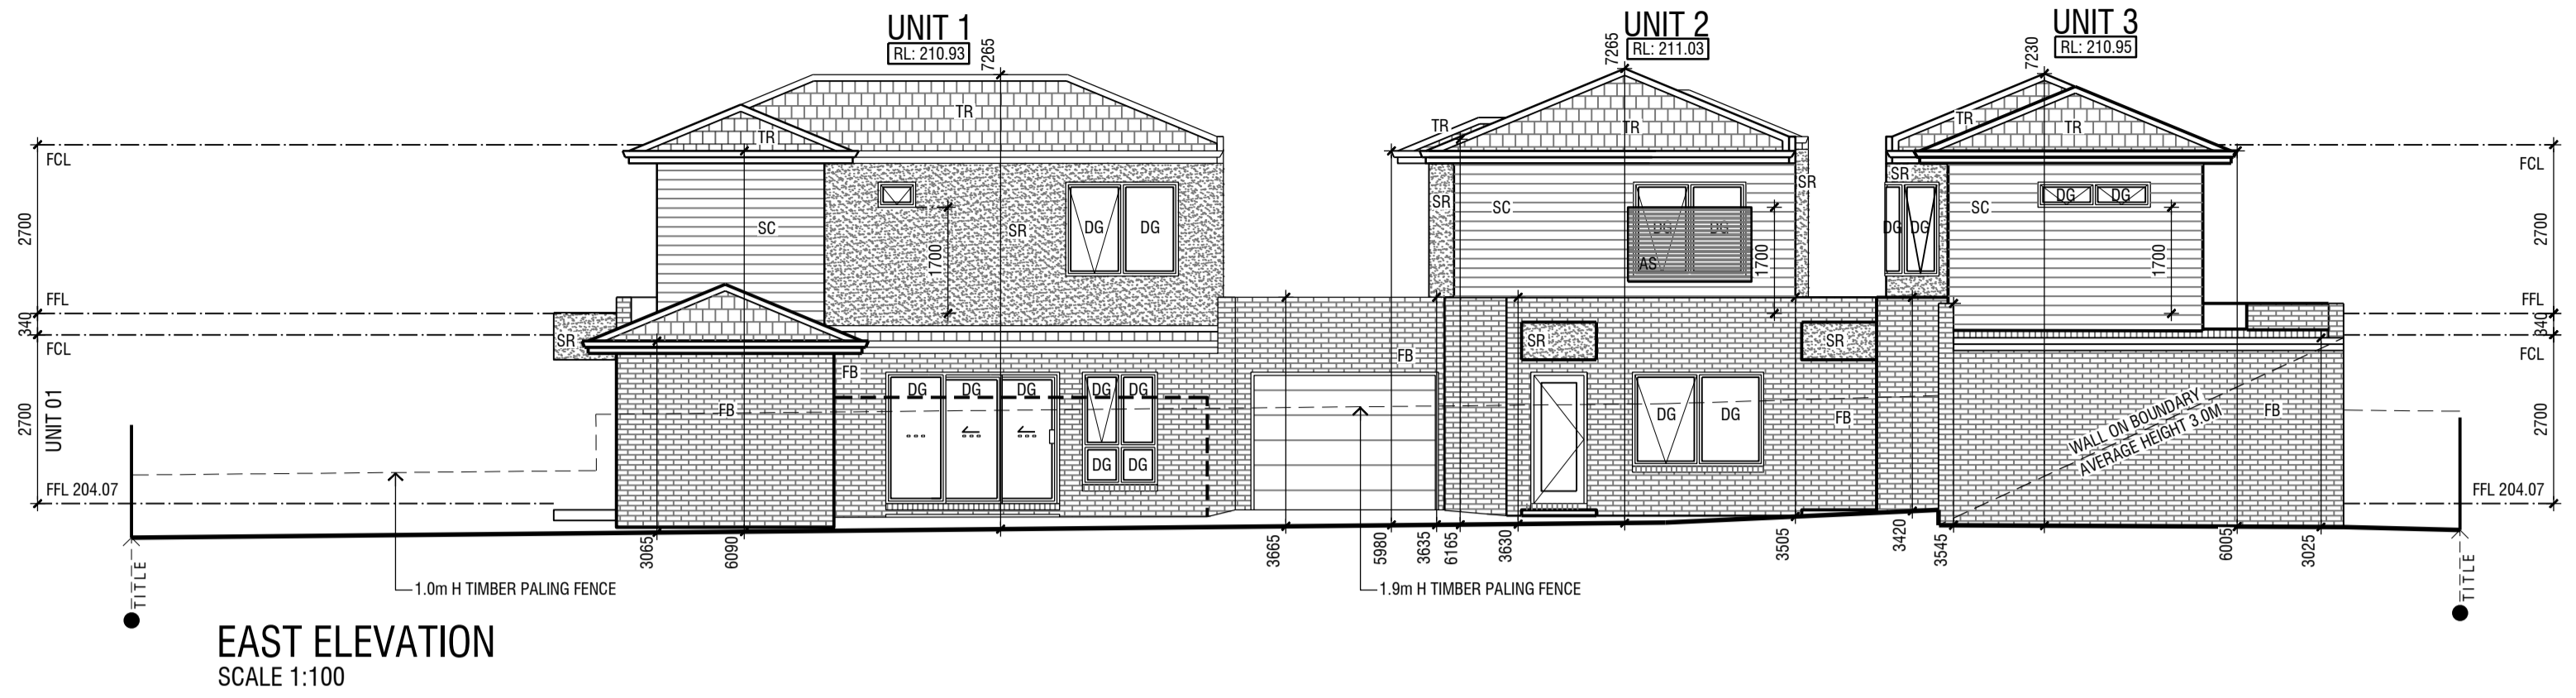 UNIT 1
RL: 210.93
7265
UNIT 2
RL: 211.03
7265
UNIT 3
RL: 210.95
7230
FCL
2700
FFL
340
FCL
2700
UNIT 01
FFL 204.07
TR
TR
SC
1700
SR
DG
DG
SR
FB
FB
DG
DG
DG
DG
DG
DG
DG
FB
TR
TR
SR
SC
DG
DG
AS
1700
SR
SR
SR
DG
DG
FB
TR
TR
SR
DG
DG
SC
DG
DG
1700
WALL ON BOUNDARY
AVERAGE HEIGHT 3.0M
FB
FCL
2700
FFL
340
FCL
2700
FFL 204.07
3065
6090
3665
5980
3635
6165
3630
3505
3420
3545
6005
3025
TITLE
1.0m H TIMBER PALING FENCE
1.9m H TIMBER PALING FENCE
TITLE
EAST ELEVATION
SCALE 1:100